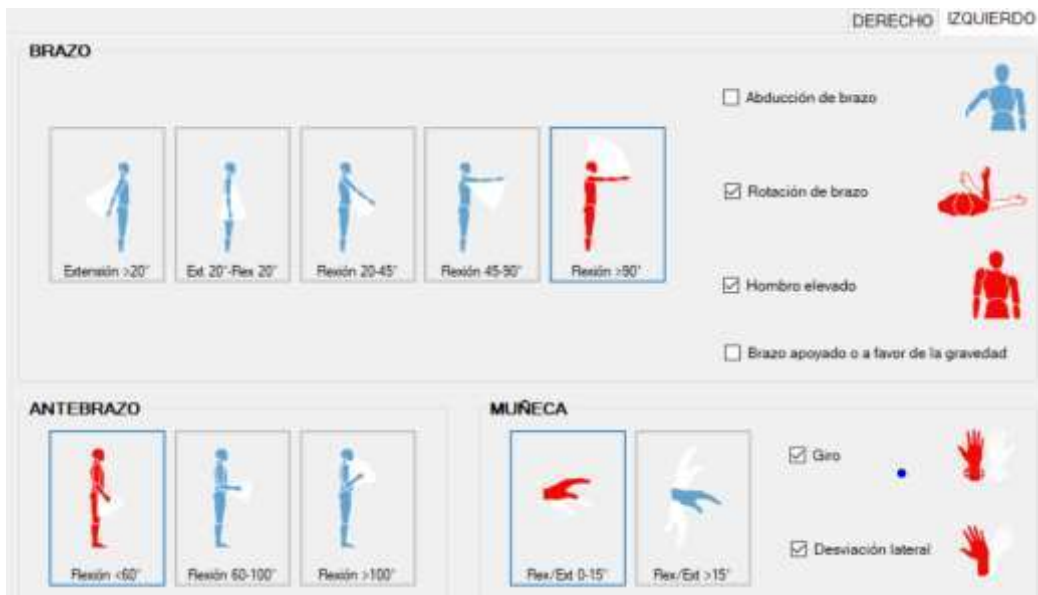 DERECHO IZQUIERDO
BRAZO
Abducción de brazo
Rotación de brazo
Extensión >20° Ext 20°-Flex 20° Flexión 20-45° Flexión 45-90° Flexión >90°
Hombro elevado
Brazo apoyado o a favor de la gravedad
ANTEBRAZO
Flexión <60° Flexión 60-100° Flexión >100°
MUÑECA
Giro
Desviación lateral
Flex/Ext 0-15° Flex/Ext >15°